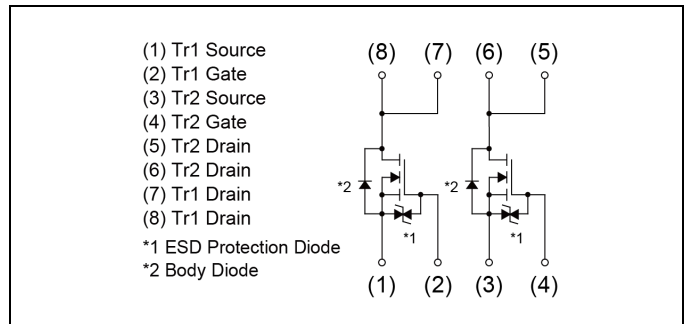 (1) Tr1 Source
(2) Tr1 Gate
(3) Tr2 Source
(4) Tr2 Gate
(5) Tr2 Drain
(6) Tr2 Drain
(7) Tr1 Drain
(8) Tr1 Drain
*1 ESD Protection Diode
*2 Body Diode
(8) (7) (6) (5)
*2 *2
*1 *1
(1) (2) (3) (4)